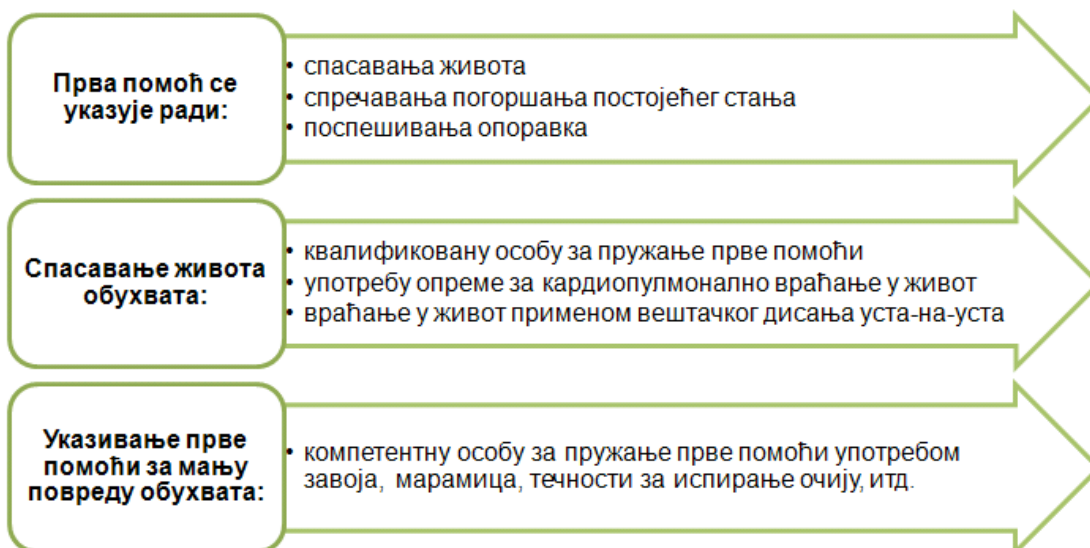 Прва помоћ се
указује ради:
• спасавања живота
• спречавања погоршања постојећег стања
• поспешивања опоравка
Спасавање живота
обухвата:
• квалификовану особу за пружање прве помоћи
• употребу опреме за кардиопулмонално враћање у живот
• враћање у живот применом вештачког дисања уста-на-уста
Указивање прве
помоћи за мању
повреду обухвата:
• компетентну особу за пружање прве помоћи употребом
завоја, марамица, течности за испирање очију, итд.